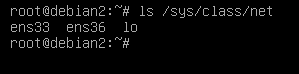 root@debian2:~# ls /sys/class/net
ens33  ens36  lo
root@debian2:~#